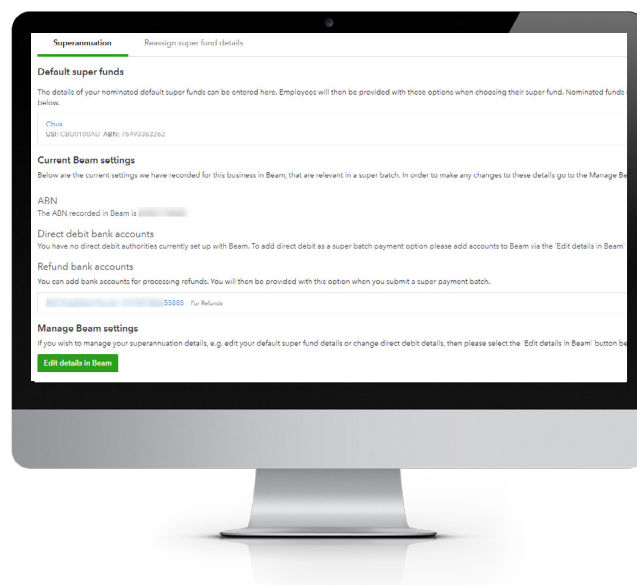 Superannuation Reassign super fund details
Default super funds
The details of your nominated default super funds can be entered here. Employees will then be provided with these options when choosing their super fund. Nominated funds
below.
Cbus
USI: CBU0100AU ABN: 75493363262
Current Beam settings
Below are the current settings we have recorded for this business in Beam, that are relevant in a super batch. In order to make any changes to these details go to the Manage Be
ABN
The ABN recorded in Beam is
Direct debit bank accounts
You have no direct debit authorities currently set up with Beam. To add direct debit as a super batch payment option please add accounts to Beam via the 'Edit details in Beam'
Refund bank accounts
You can add bank accounts for processing refunds. You will then be provided with this option when you submit a super payment batch.
55885 For Refunds
Manage Beam settings
If you wish to manage your superannuation details, e.g. edit your default super fund details or change direct debit details, then please select the 'Edit details in Beam' button be
Edit details in Beam